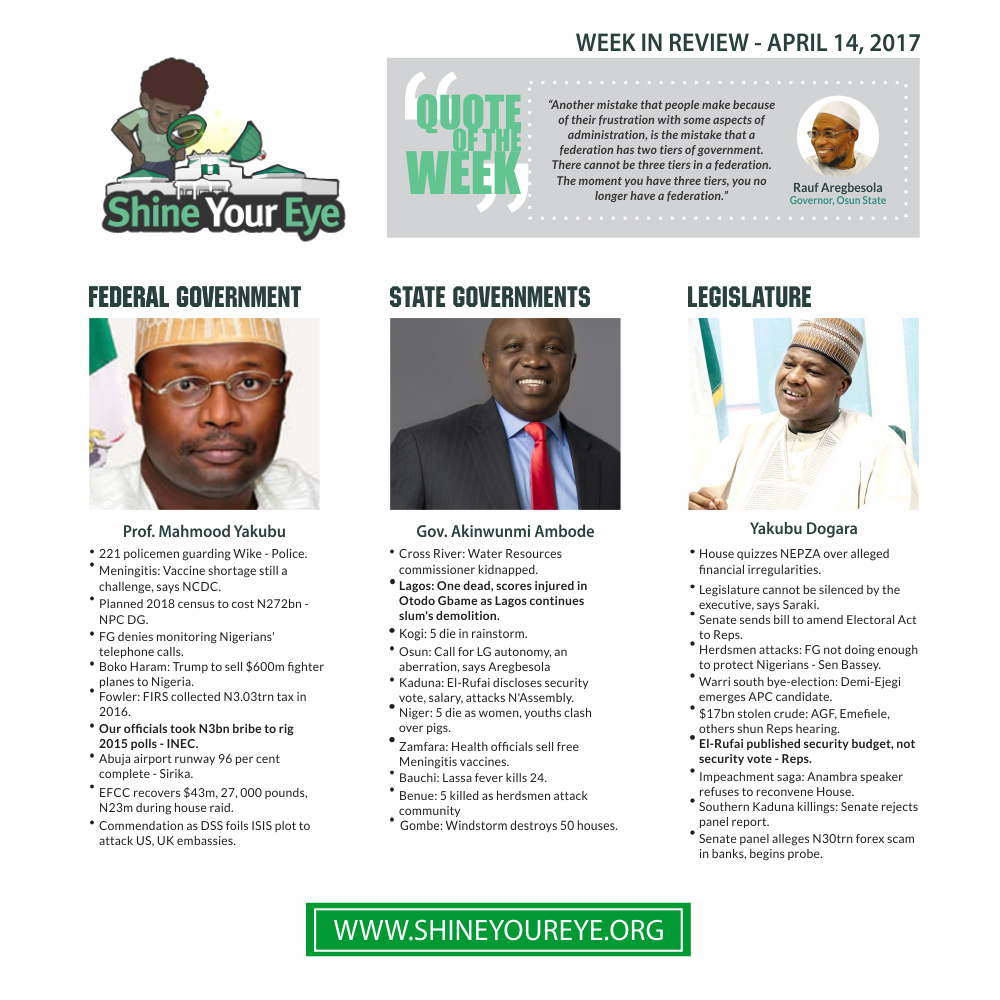 WEEK IN REVIEW - APRIL 14, 2017
Shine Your Eye
“
QUOTE
OF THE
WEEK
”
“Another mistake that people make because
of their frustration with some aspects of
administration, is the mistake that a
federation has two tiers of government.
There cannot be three tiers in a federation.
The moment you have three tiers, you no
longer have a federation.”
Rauf Aregbesola
Governor, Osun State
FEDERAL GOVERNMENT
Prof. Mahmood Yakubu
• 221 policemen guarding Wike - Police.
• Meningitis: Vaccine shortage still a
challenge, says NCDC.
• Planned 2018 census to cost N272bn -
NPC DG.
• FG denies monitoring Nigerians'
telephone calls.
• Boko Haram: Trump to sell $600m fighter
planes to Nigeria.
• Fowler: FIRS collected N3.03trn tax in
2016.
• Our officials took N3bn bribe to rig
2015 polls - INEC.
• Abuja airport runway 96 per cent
complete - Sirika.
• EFCC recovers $43m, 27, 000 pounds,
N23m during house raid.
• Commendation as DSS foils ISIS plot to
attack US, UK embassies.
STATE GOVERNMENTS
Gov. Akinwunmi Ambode
• Cross River: Water Resources
commissioner kidnapped.
• Lagos: One dead, scores injured in
Otodo Gbame as Lagos continues
slum's demolition.
• Kogi: 5 die in rainstorm.
• Osun: Call for LG autonomy, an
aberration, says Aregbesola
• Kaduna: El-Rufai discloses security
vote, salary, attacks N'Assembly.
• Niger: 5 die as women, youths clash
over pigs.
• Zamfara: Health officials sell free
Meningitis vaccines.
• Bauchi: Lassa fever kills 24.
• Benue: 5 killed as herdsmen attack
community
• Gombe: Windstorm destroys 50 houses.
LEGISLATURE
Yakubu Dogara
• House quizzes NEPZA over alleged
financial irregularities.
• Legislature cannot be silenced by the
executive, says Saraki.
• Senate sends bill to amend Electoral Act
to Reps.
• Herdsmen attacks: FG not doing enough
to protect Nigerians - Sen Bassey.
• Warri south bye-election: Demi-Ejegi
emerges APC candidate.
• $17bn stolen crude: AGF, Emefiele,
others shun Reps hearing.
• El-Rufai published security budget, not
security vote - Reps.
• Impeachment saga: Anambra speaker
refuses to reconvene House.
• Southern Kaduna killings: Senate rejects
panel report.
• Senate panel alleges N30trn forex scam
in banks, begins probe.
WWW.SHINEYOUREYE.ORG